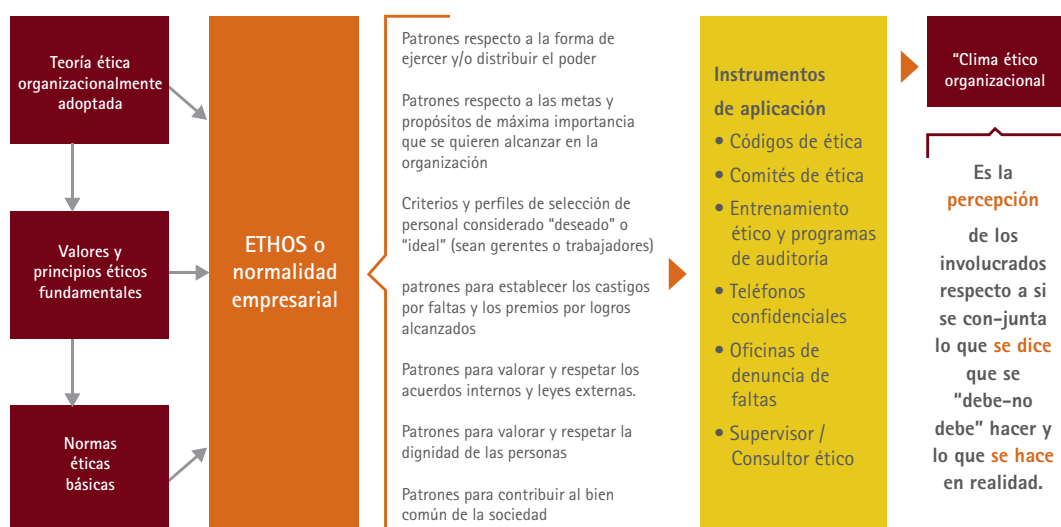 Teoría ética
organizacionalmente
adoptada
Valores y
principios éticos
fundamentales
Normas
éticas
básicas
ETHOS o
normalidad
empresarial
Patrones respecto a la forma de
ejercer y/o distribuir el poder
Patrones respecto a las metas y
propósitos de máxima importancia
que se quieren alcanzar en la
organización
Criterios y perfiles de selección de
personal considerado "deseado" o
"ideal" (sean gerentes o trabajadores)
patrones para establecer los castigos
por faltas y los premios por logros
alcanzados
Patrones para valorar y respetar los
acuerdos internos y leyes externas.
Patrones para valorar y respetar la
dignidad de las personas
Patrones para contribuir al bien
común de la sociedad
Instrumentos
de aplicación
• Códigos de ética
• Comités de ética
• Entrenamiento
ético y programas
de auditoría
• Teléfonos
confidenciales
• Oficinas de
denuncia de
faltas
• Supervisor /
Consultor ético
"Clima ético
organizacional
Es la
percepción
de los
involucrados
respecto a si
se con-junta
lo que se dice
que se
"debe-no
debe" hacer y
lo que se hace
en realidad.